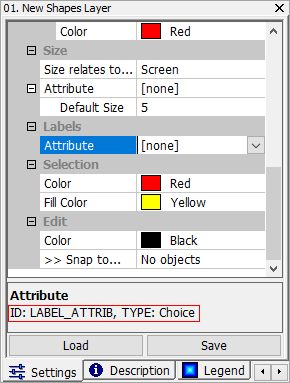 01. New Shapes Layer
Color Red
Size
Size relates to... Screen
Attribute [none]
Default Size 5
Labels
Attribute [none]
Selection
Color Red
Fill Color Yellow
Edit
Color Black
>> Snap to... No objects
Attribute
ID: LABEL_ATTRIB, TYPE: Choice
Load Save
Settings Description Legend